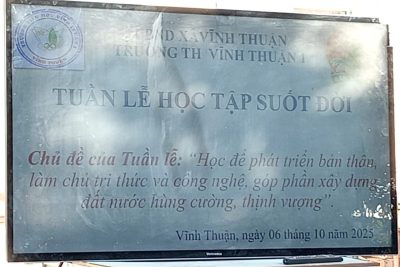 UBND XÃ VĨNH THUẬN
TRƯỜNG TH VĨNH THUẬN 1
TUẦN LỄ HỌC TẬP SUỐT ĐỜI
Chủ đề của Tuần lễ: “Học để phát triển bản thân,
làm chủ tri thức và công nghệ, góp phần xây dựng
đất nước hùng cường, thịnh vượng”.
Vĩnh Thuận, ngày 06 tháng 10 năm 2025